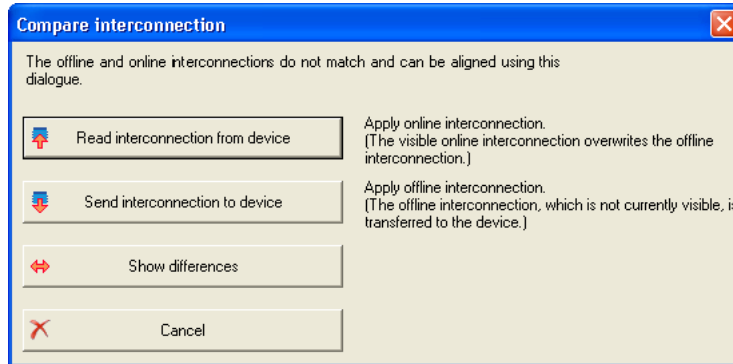 Compare interconnection
The offline and online interconnections do not match and can be aligned using this
dialogue.
Read interconnection from device
Apply online interconnection.
(The visible online interconnection overwrites the offline
interconnection.)
Send interconnection to device
Apply offline interconnection.
(The offline interconnection, which is not currently visible, is
transferred to the device.)
Show differences
Cancel